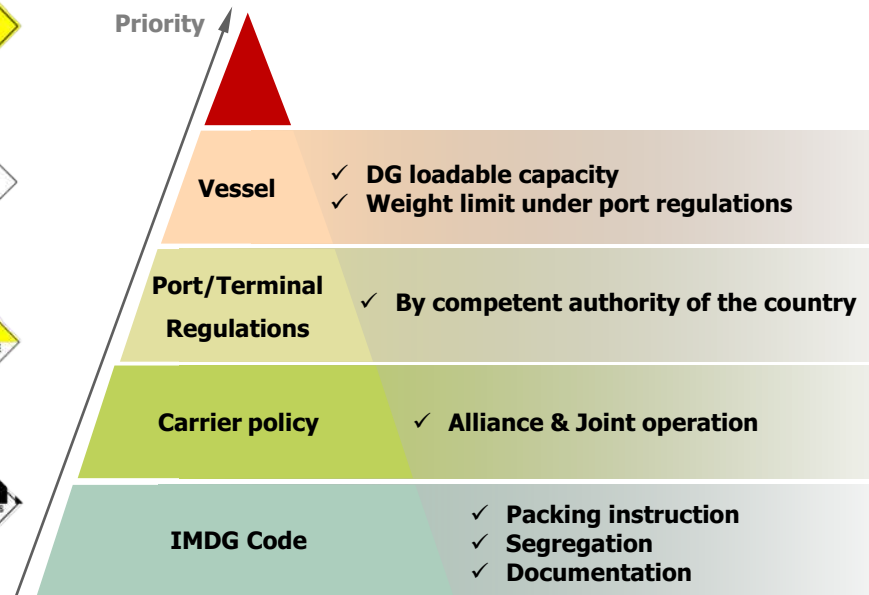 Priority
Vessel
✓ DG loadable capacity
✓ Weight limit under port regulations
Port/Terminal
Regulations
✓ By competent authority of the country
Carrier policy
✓ Alliance & Joint operation
IMDG Code
✓ Packing instruction
✓ Segregation
✓ Documentation